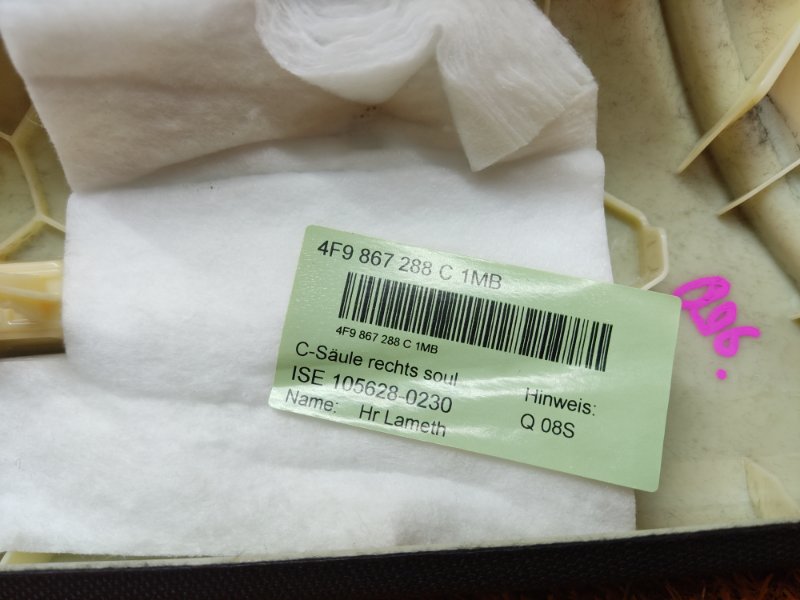 4F9 867 288 C 1MB
4F9 867 288 C 1MB
C-Säule rechts soul
ISE 105628-0230
Name: Hr Lameth
Hinweis:
Q 08S